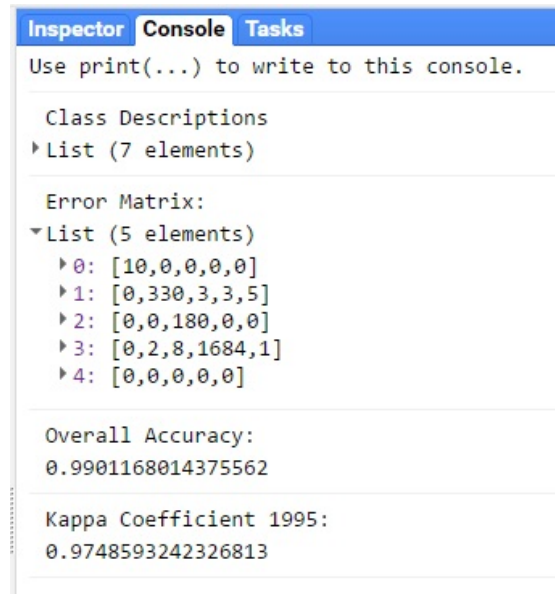 Inspector Console Tasks
Use print(...) to write to this console.
Class Descriptions
List (7 elements)
Error Matrix:
List (5 elements)
0: [10,0,0,0,0]
1: [0,330,3,3,5]
2: [0,0,180,0,0]
3: [0,2,8,1684,1]
4: [0,0,0,0,0]
Overall Accuracy:
0.9901168014375562
Kappa Coefficient 1995:
0.9748593242326813